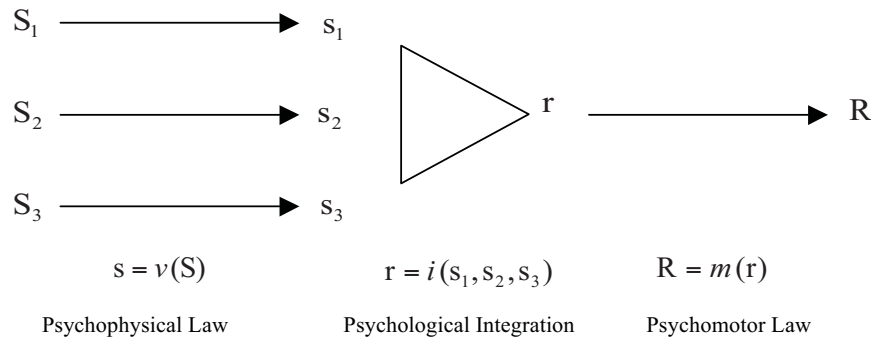 S₁ s₁
S₂ s₂ r R
S₃ s₃
s = v(S) r = i(s₁,s₂,s₃) R = m(r)
Psychophysical Law Psychological Integration Psychomotor Law